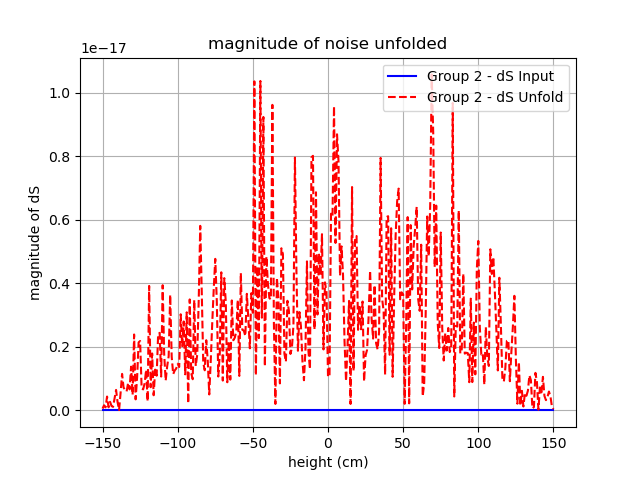 magnitude of noise unfolded
1e−17
Group 2 - dS Input
Group 2 - dS Unfold
1.0
0.8
0.6
0.4
0.2
0.0
magnitude of dS
−150
−100
−50
0
50
100
150
height (cm)